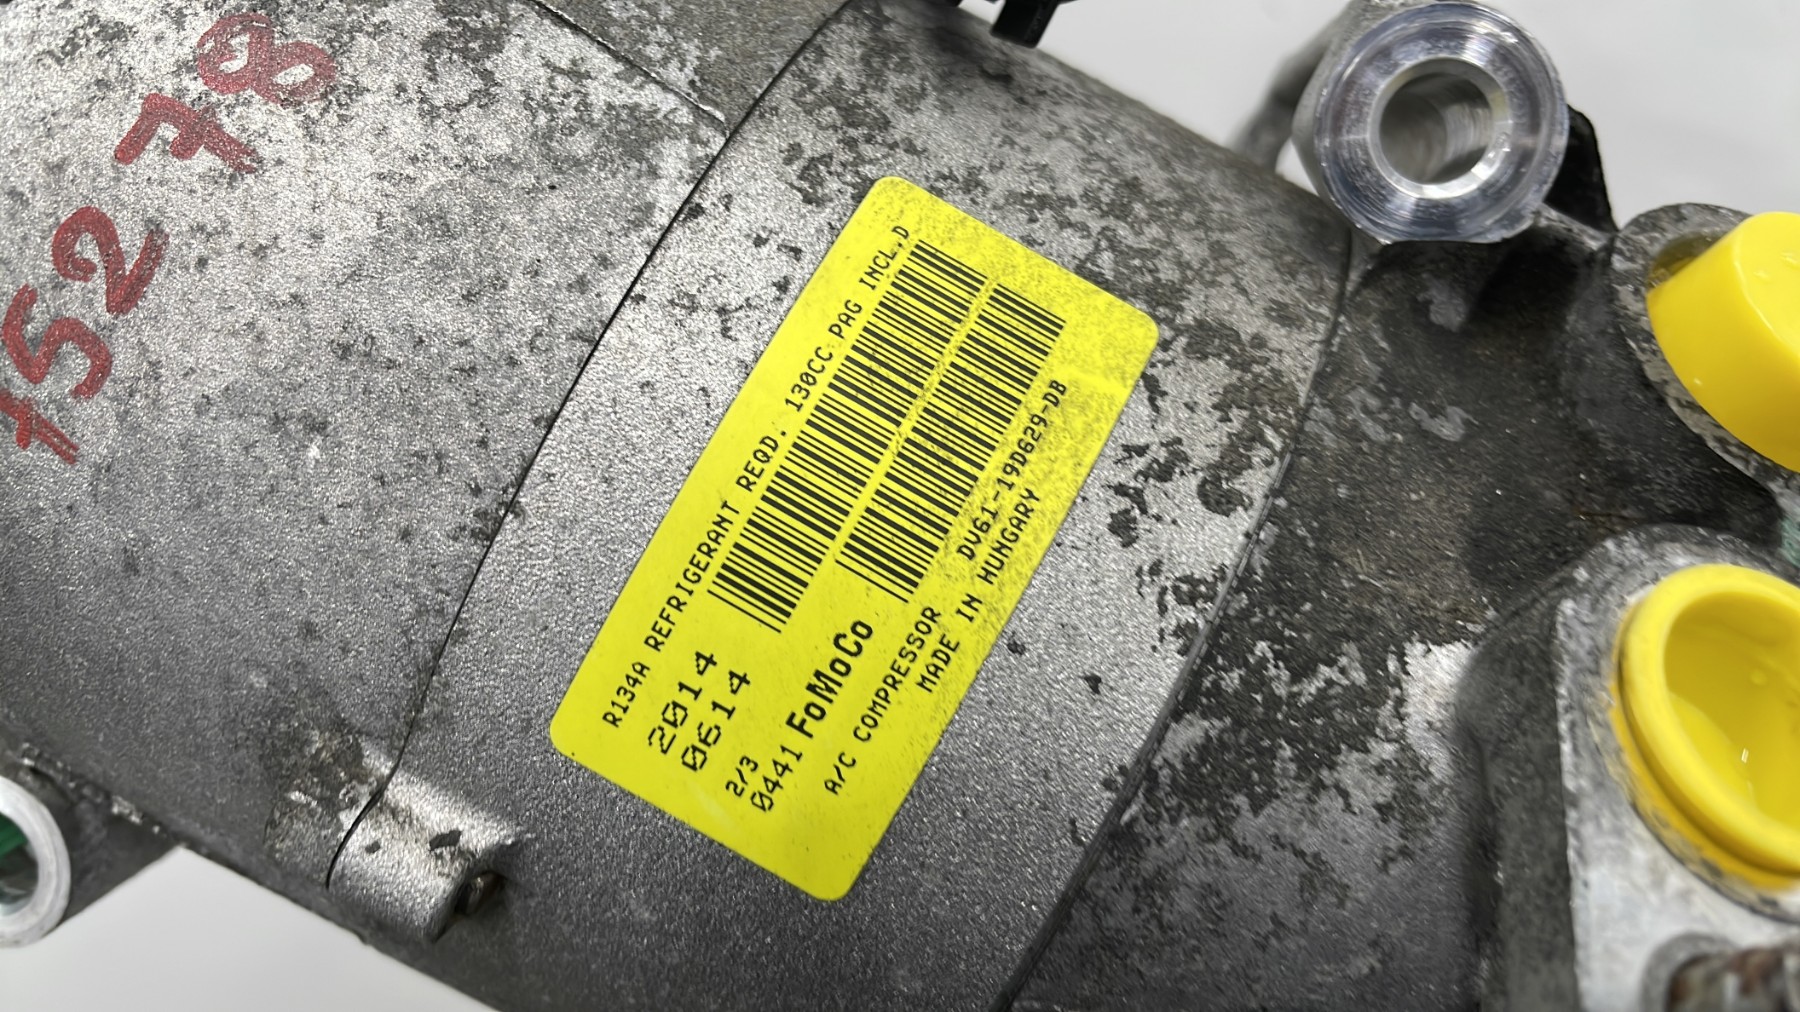 15278
R134A REFRIGERANT REQD. 130CC PAG INCL.D
2014
0614
2/3
0441 FoMoCo
A/C COMPRESSOR DV61-19D629-DB
MADE IN HUNGARY